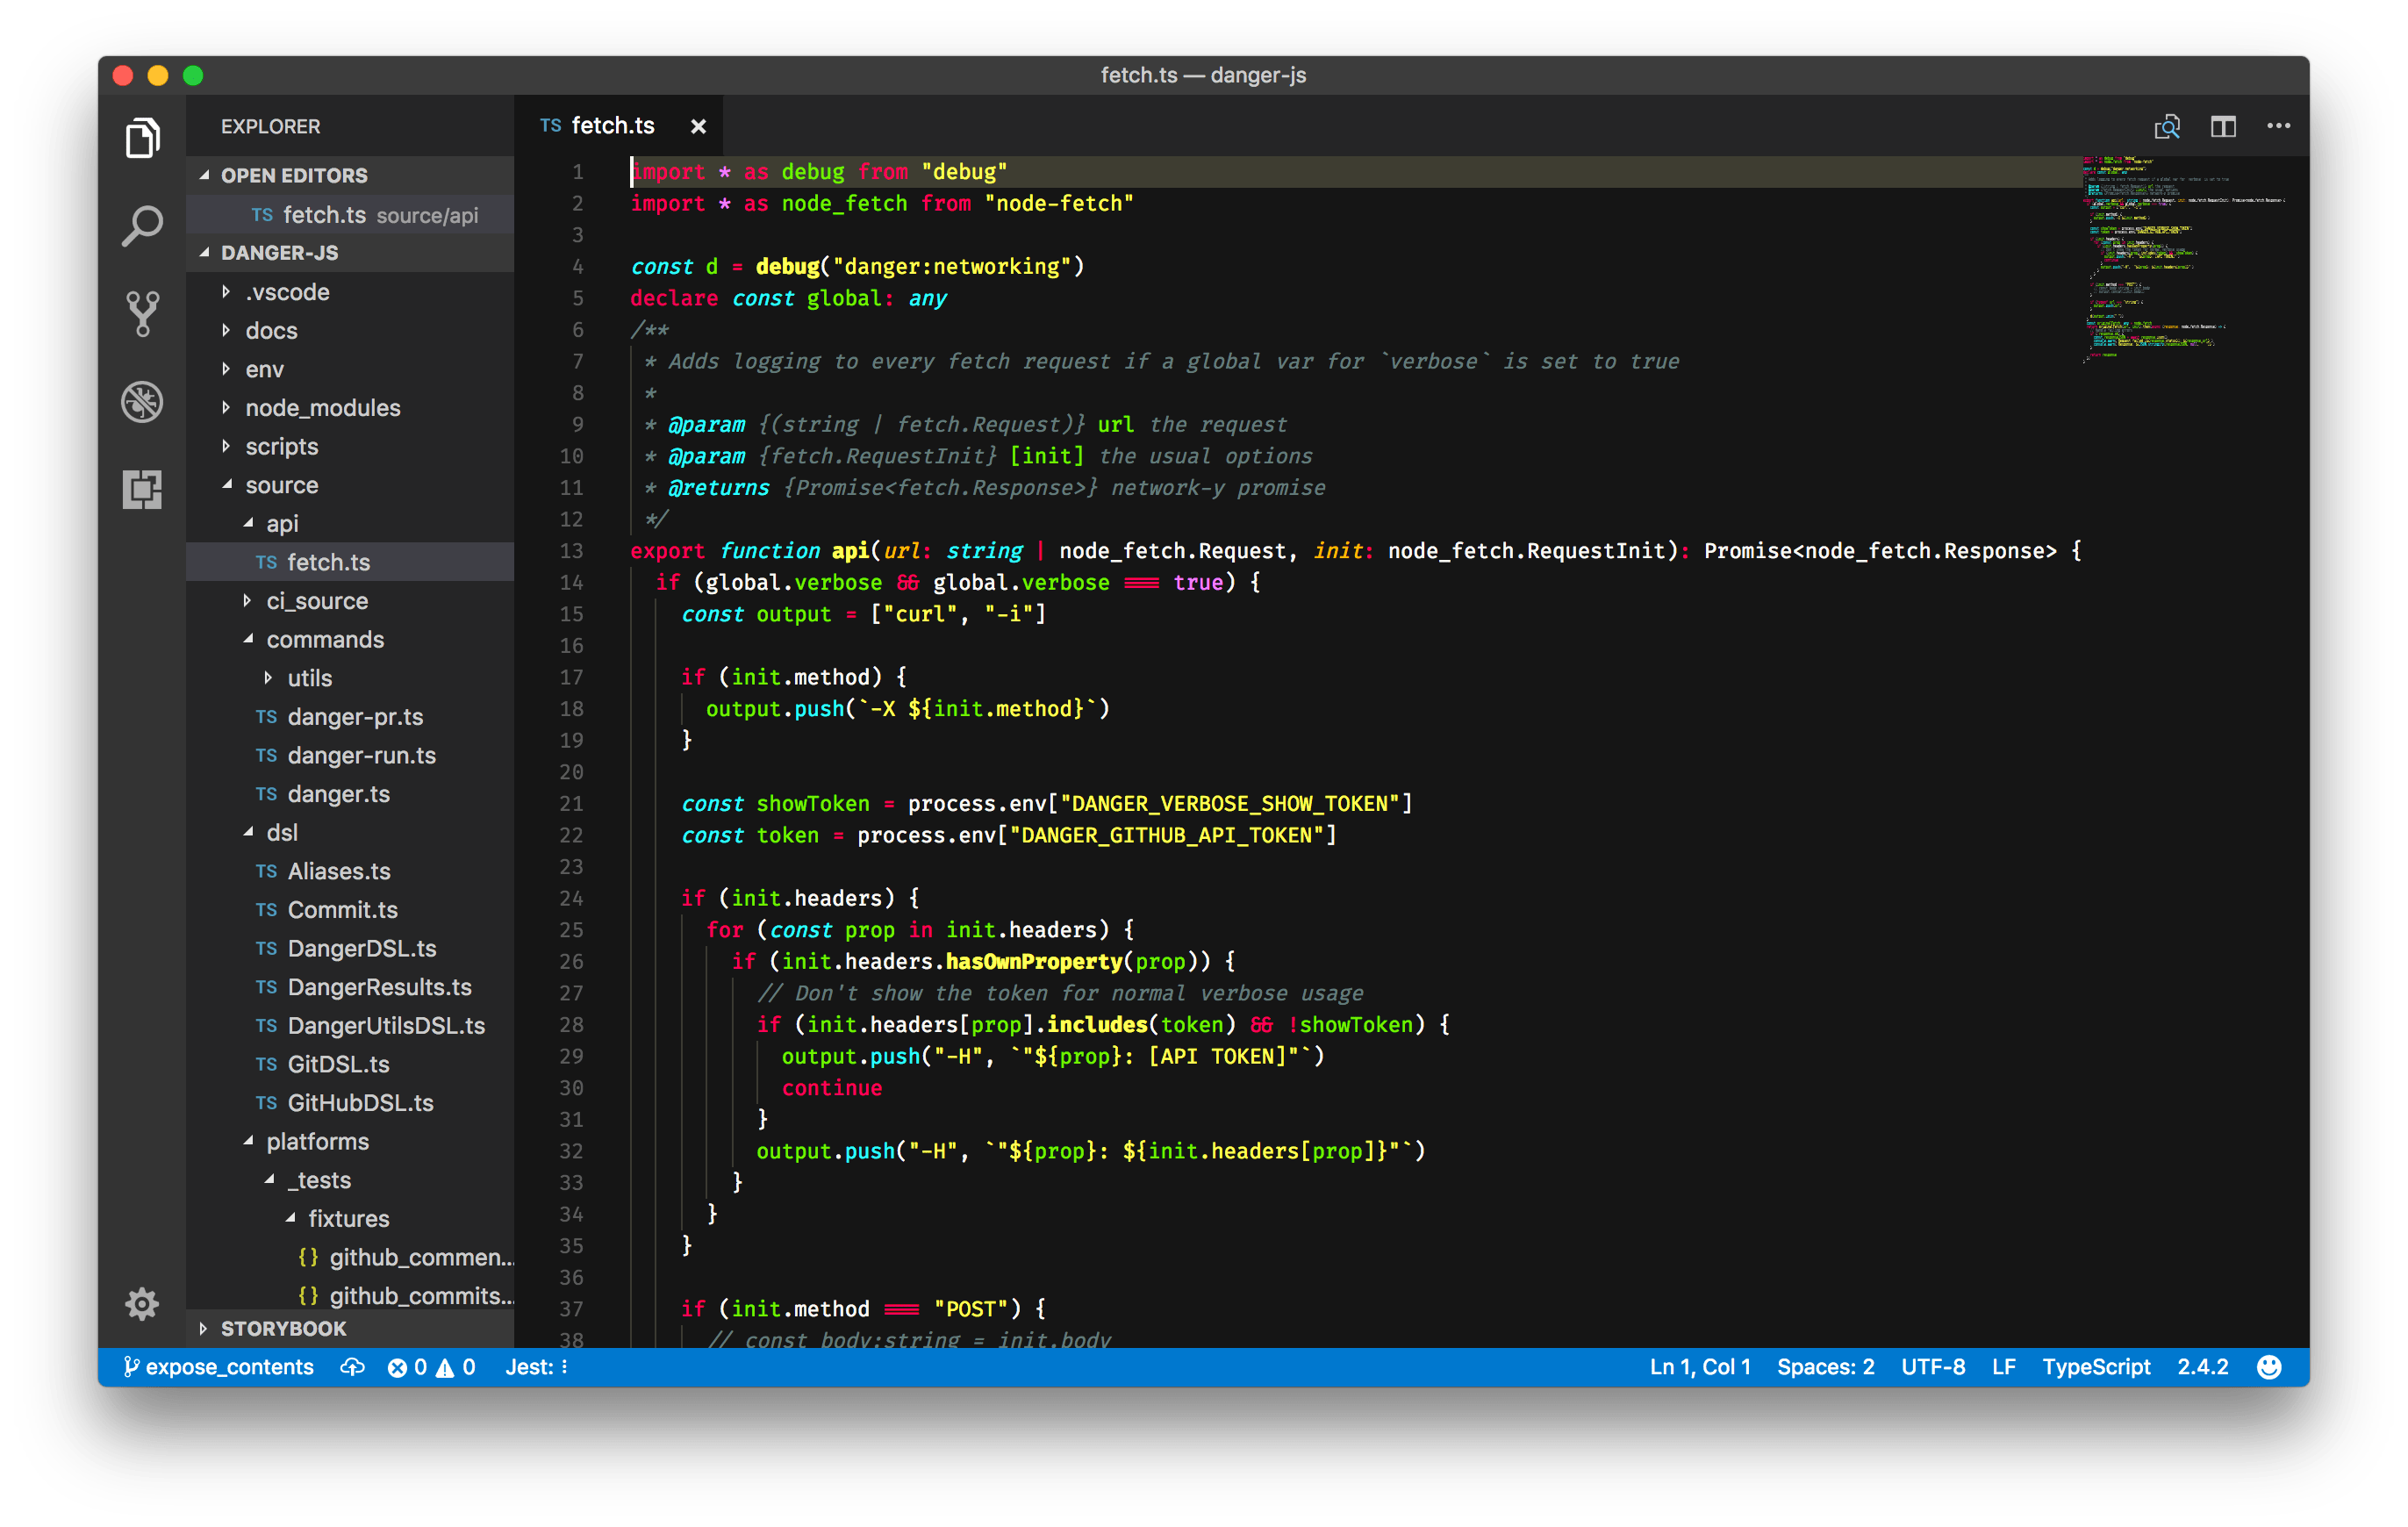 fetch.ts — danger-js
EXPLORER
OPEN EDITORS
TS fetch.ts source/api
DANGER-JS
.vscode
docs
env
node_modules
scripts
source
api
TS fetch.ts
ci_source
commands
utils
TS danger-pr.ts
TS danger-run.ts
TS danger.ts
dsl
TS Aliases.ts
TS Commit.ts
TS DangerDSL.ts
TS DangerResults.ts
TS DangerUtilsDSL.ts
TS GitDSL.ts
TS GitHubDSL.ts
platforms
_tests
fixtures
{} github_commen...
{} github_commits...
STORYBOOK
TS fetch.ts
1 import * as debug from "debug"
2 import * as node_fetch from "node-fetch"
3
4 const d = debug("danger:networking")
5 declare const global: any
6 /**
7 * Adds logging to every fetch request if a global var for `verbose` is set to true
8 *
9 * @param {(string | fetch.Request)} url the request
10 * @param {fetch.RequestInit} [init] the usual options
11 * @returns {Promise<fetch.Response>} network-y promise
12 */
13 export function api(url: string | node_fetch.Request, init: node_fetch.RequestInit): Promise<node_fetch.Response> {
14 if (global.verbose && global.verbose === true) {
15 const output = ["curl", "-i"]
16
17 if (init.method) {
18 output.push(`-X ${init.method}`)
19 }
20
21 const showToken = process.env["DANGER_VERBOSE_SHOW_TOKEN"]
22 const token = process.env["DANGER_GITHUB_API_TOKEN"]
23
24 if (init.headers) {
25 for (const prop in init.headers) {
26 if (init.headers.hasOwnProperty(prop)) {
27 // Don't show the token for normal verbose usage
28 if (init.headers[prop].includes(token) && !showToken) {
29 output.push("-H", `"${prop}: [API TOKEN]"`)
30 continue
31 }
32 output.push("-H", `"${prop}: ${init.headers[prop]}"`)
33 }
34 }
35 }
36
37 if (init.method === "POST") {
38 // const body:string = init.body
expose_contents 0 0 Jest:
Ln 1, Col 1 Spaces: 2 UTF-8 LF TypeScript 2.4.2